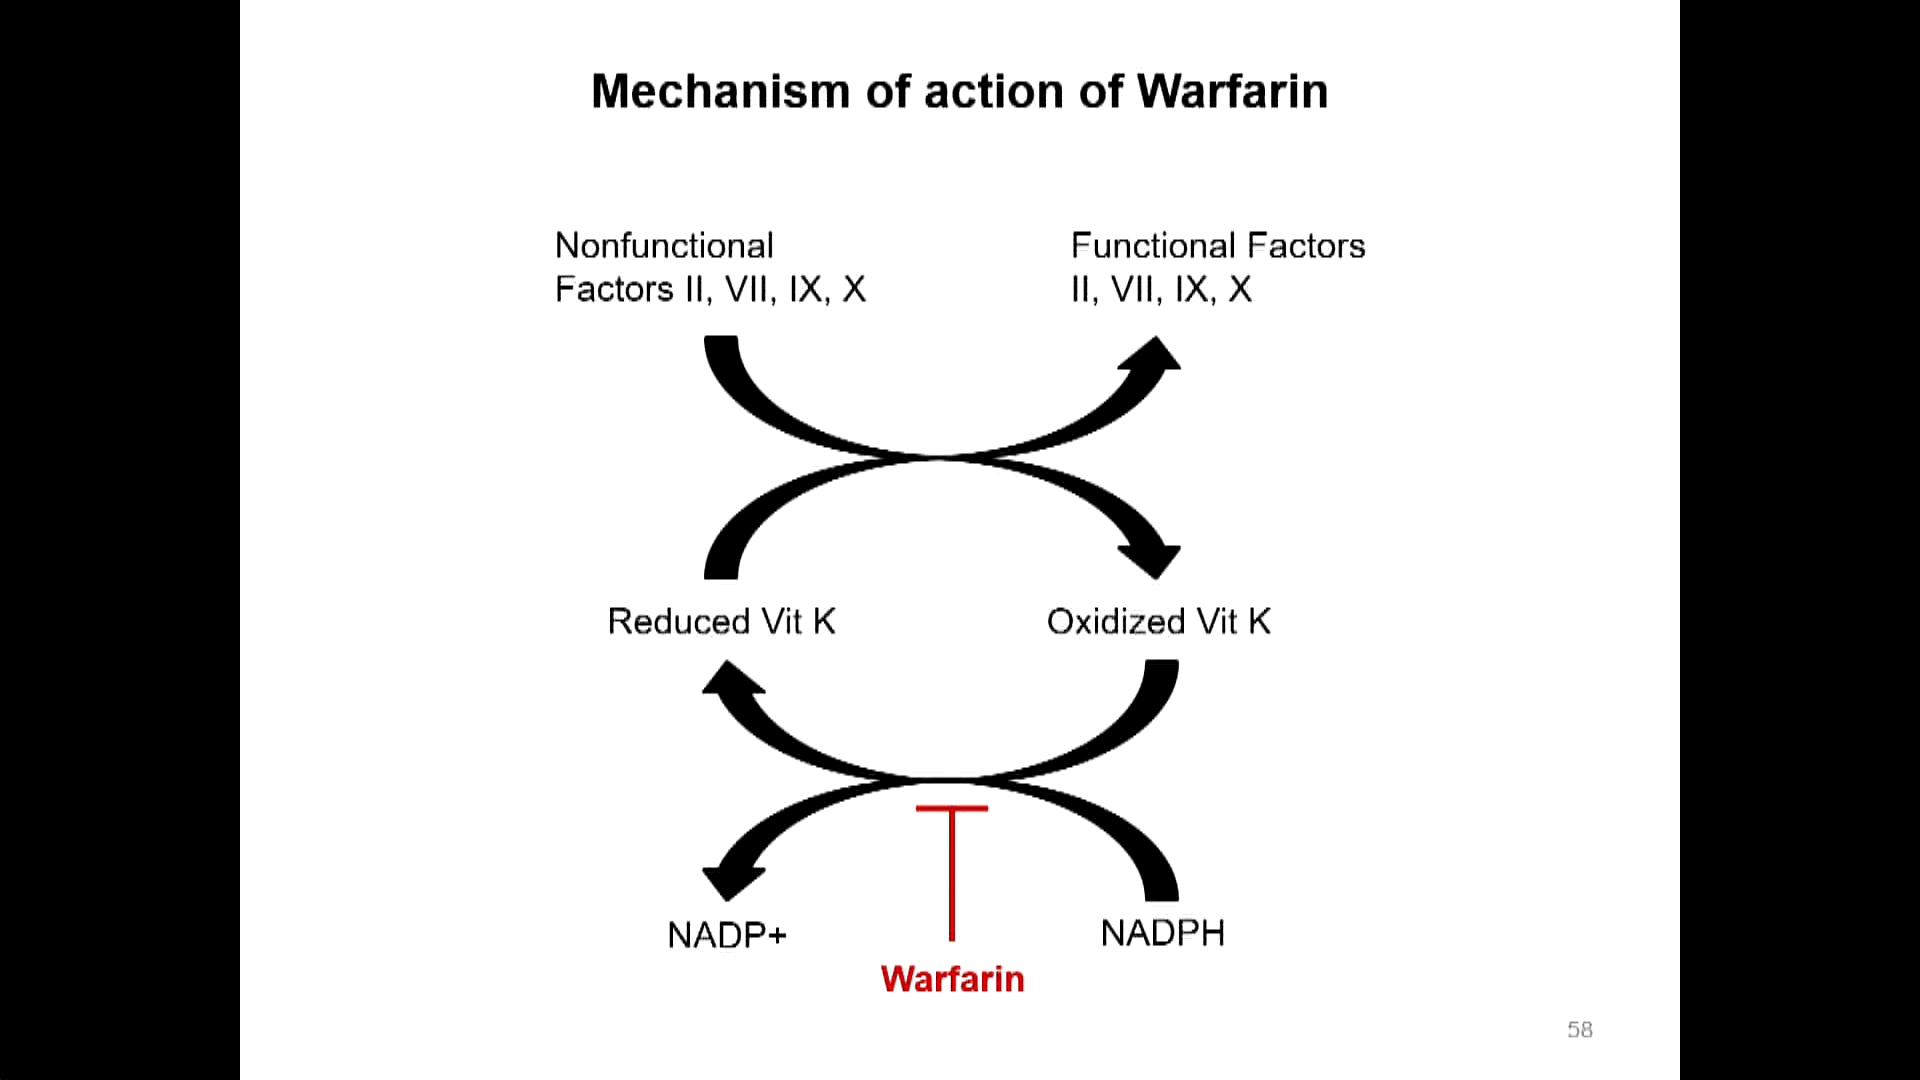 Mechanism of action of Warfarin
Nonfunctional
Factors II, VII, IX, X
Functional Factors
II, VII, IX, X
Reduced Vit K
Oxidized Vit K
NADP+
NADPH
Warfarin
58